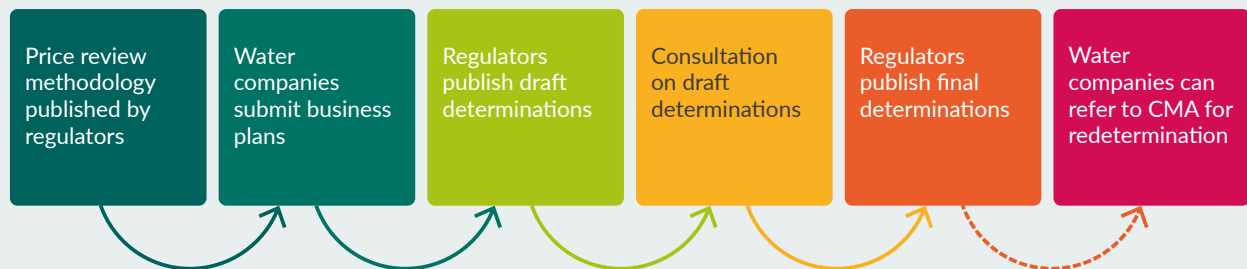 Price review
methodology
published by
regulators
Water
companies
submit business
plans
Regulators
publish draft
determinations
Consultation
on draft
determinations
Regulators
publish final
determinations
Water
companies can
refer to CMA for
redetermination